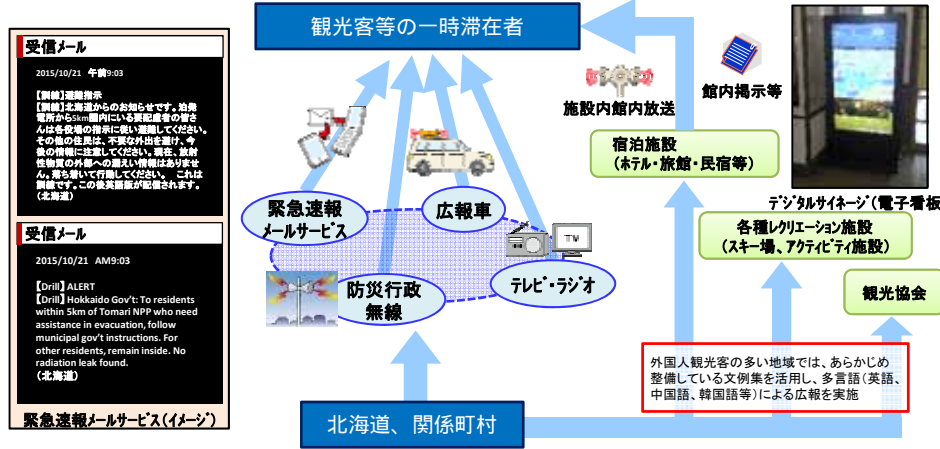 観光客等の一時滞在者
受信メール
2015/10/21 午前9:03
【訓練】避難指示
【訓練】北海道からのお知らせです。泊発
電所から5km圏内にいる要配慮者の皆さ
んは各役場の指示に従い避難してください。
その他の住民は、不要な外出を避け、今
後の情報に注意してください。現在、放射
性物質の外部への漏えい情報はありませ
ん。落ち着いて行動してください。 これは
訓練です。この後英語版が配信されます。
（北海道）
受信メール
2015/10/21 AM9:03
【Drill】ALERT
【Drill】Hokkaido Gov't: To residents
within 5km of Tomari NPP who need
assistance in evacuation, follow
municipal gov't instructions. For
other residents, remain inside. No
radiation leak found.
（北海道）
緊急速報メールサービス（イメージ）
緊急速報
メールサービス
広報車
防災行政
無線
TV
テレビ・ラジオ
施設内館内放送
館内掲示等
宿泊施設
（ホテル・旅館・民宿等）
デジタルサイネージ（電子看板
各種レクリエーション施設
（スキー場、アクティビティ施設）
観光協会
外国人観光客の多い地域では、あらかじめ
整備している文例集を活用し、多言語（英語、
中国語、韓国語等）による広報を実施
北海道、関係町村